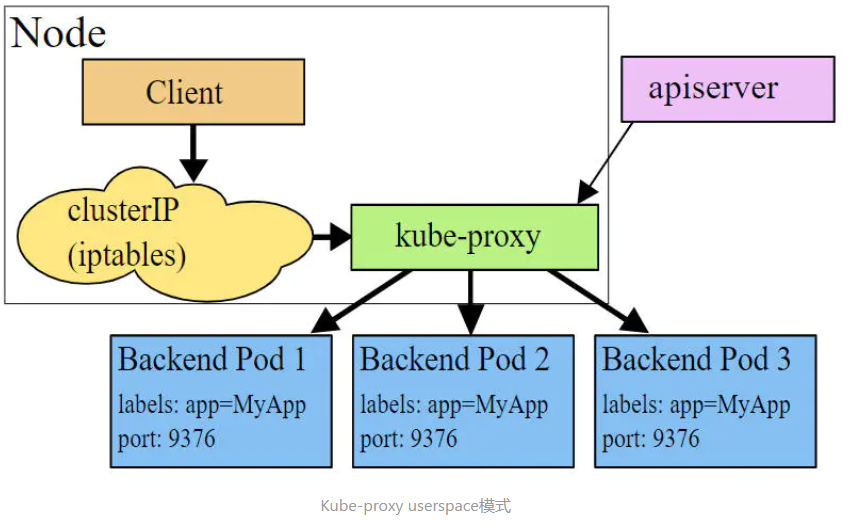 Node
Client
apiserver
clusterIP
(iptables)
kube-proxy
Backend Pod 1
labels: app=MyApp
port: 9376
Backend Pod 2
labels: app=MyApp
port: 9376
Backend Pod 3
labels: app=MyApp
port: 9376
Kube-proxy userspace模式